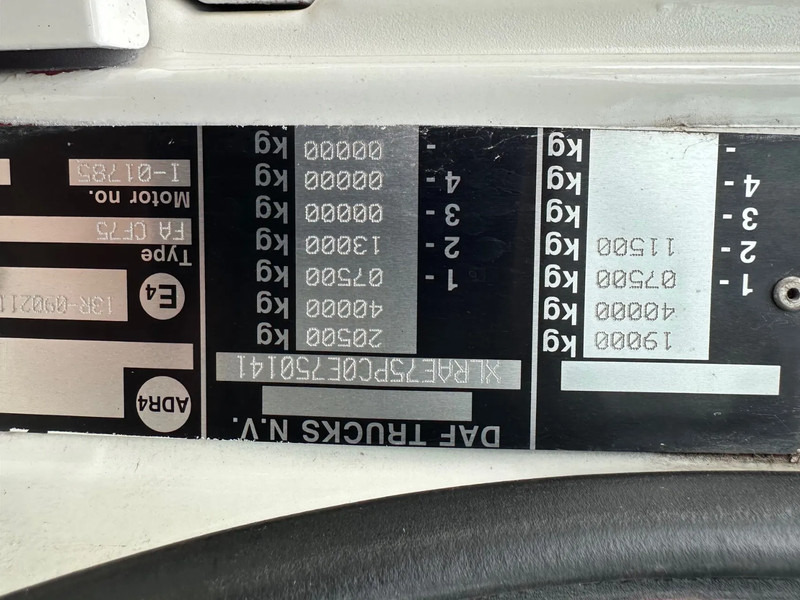 19000 kg
40000 kg
1 - 07500 kg
2 - 11500 kg
3 - kg
4 - kg
- kg
DAF TRUCKS N.V.
XLRAE75PC0E750141
20500 kg
40000 kg
1 - 07500 kg
2 - 13000 kg
3 - 00000 kg
4 - 00000 kg
- 00000 kg
ADR4
E4
Type
FA CF75
Motor no.
I-01785